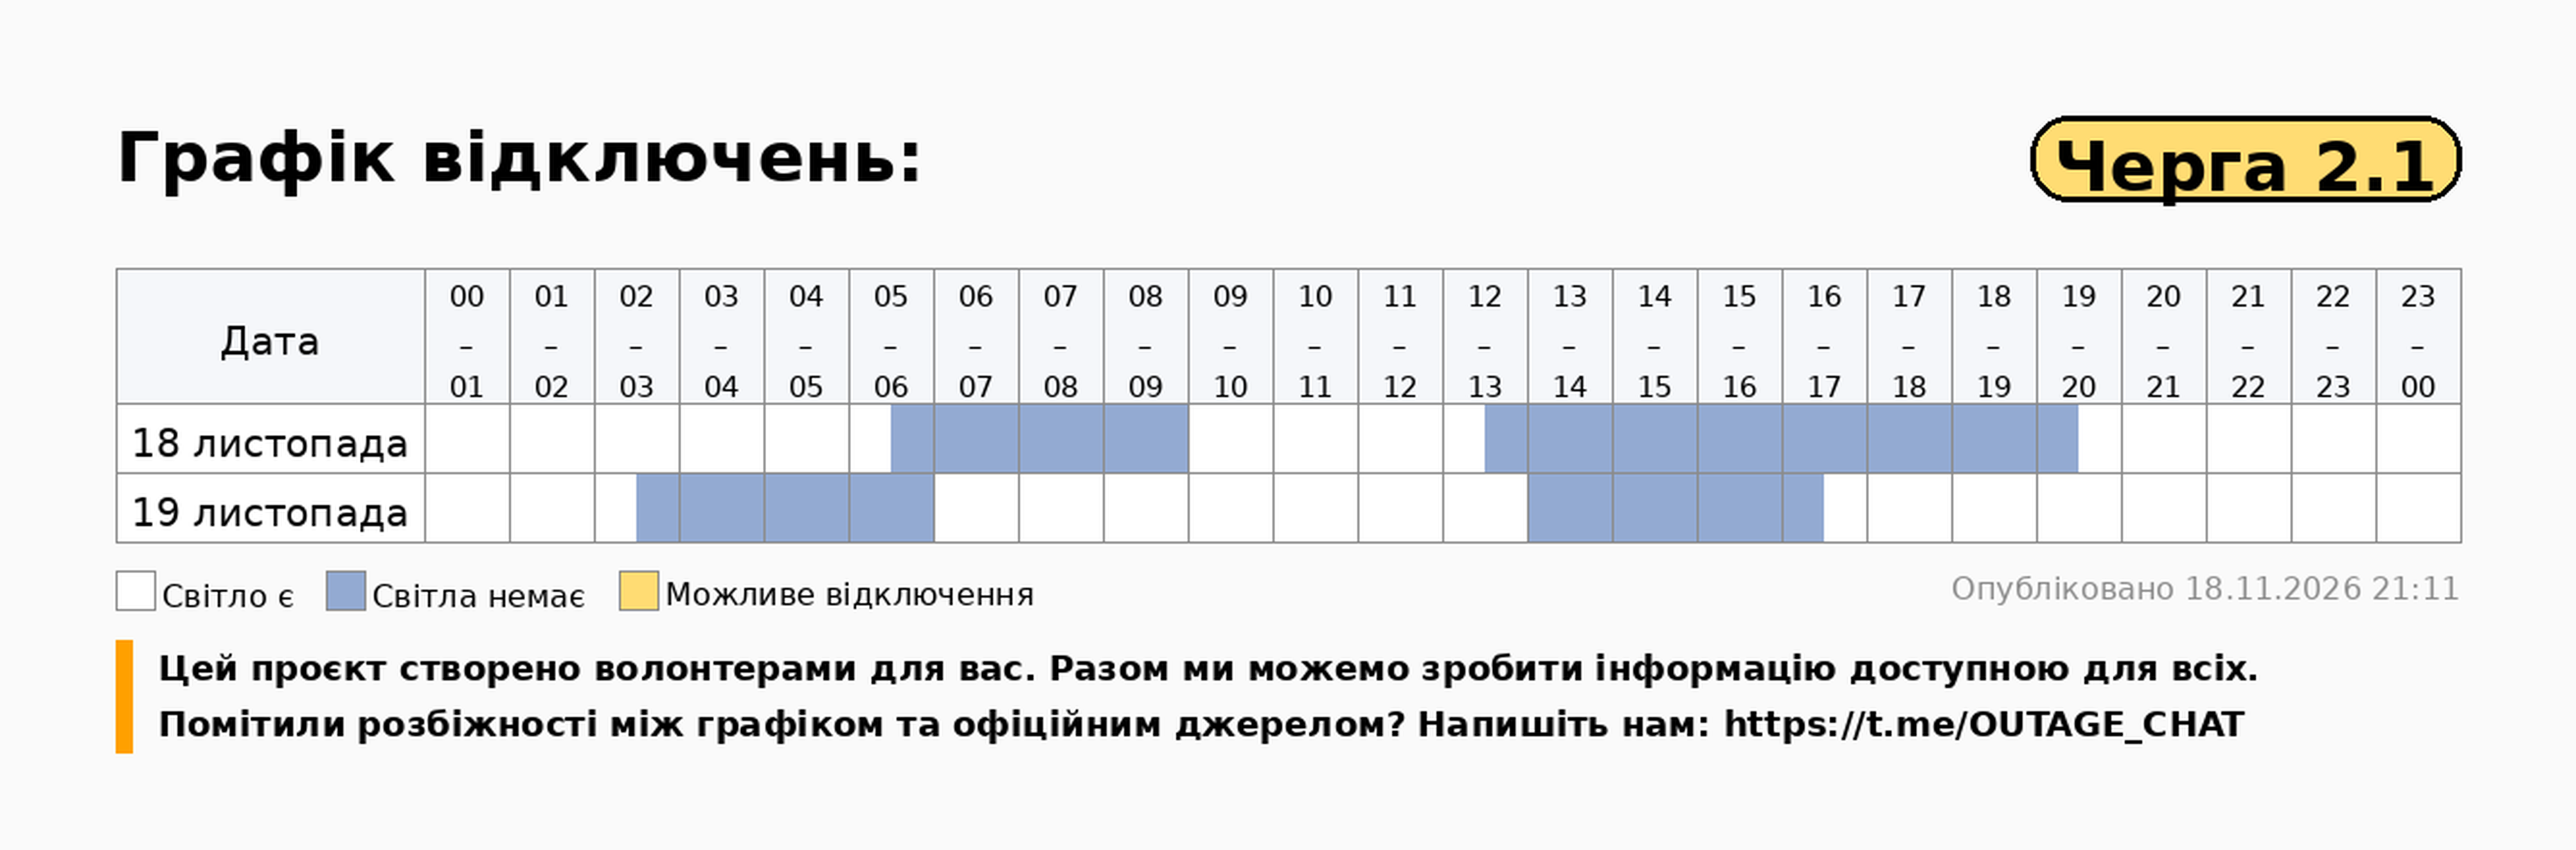 Графік відключень:
Черга 2.1
Дата
00 – 01
01 – 02
02 – 03
03 – 04
04 – 05
05 – 06
06 – 07
07 – 08
08 – 09
09 – 10
10 – 11
11 – 12
12 – 13
13 – 14
14 – 15
15 – 16
16 – 17
17 – 18
18 – 19
19 – 20
20 – 21
21 – 22
22 – 23
23 – 00
18 листопада
19 листопада
Світло є
Світла немає
Можливе відключення
Опубліковано 18.11.2026 21:11
Цей проєкт створено волонтерами для вас. Разом ми можемо зробити інформацію доступною для всіх.
Помітили розбіжності між графіком та офіційним джерелом? Напишіть нам: https://t.me/OUTAGE_CHAT